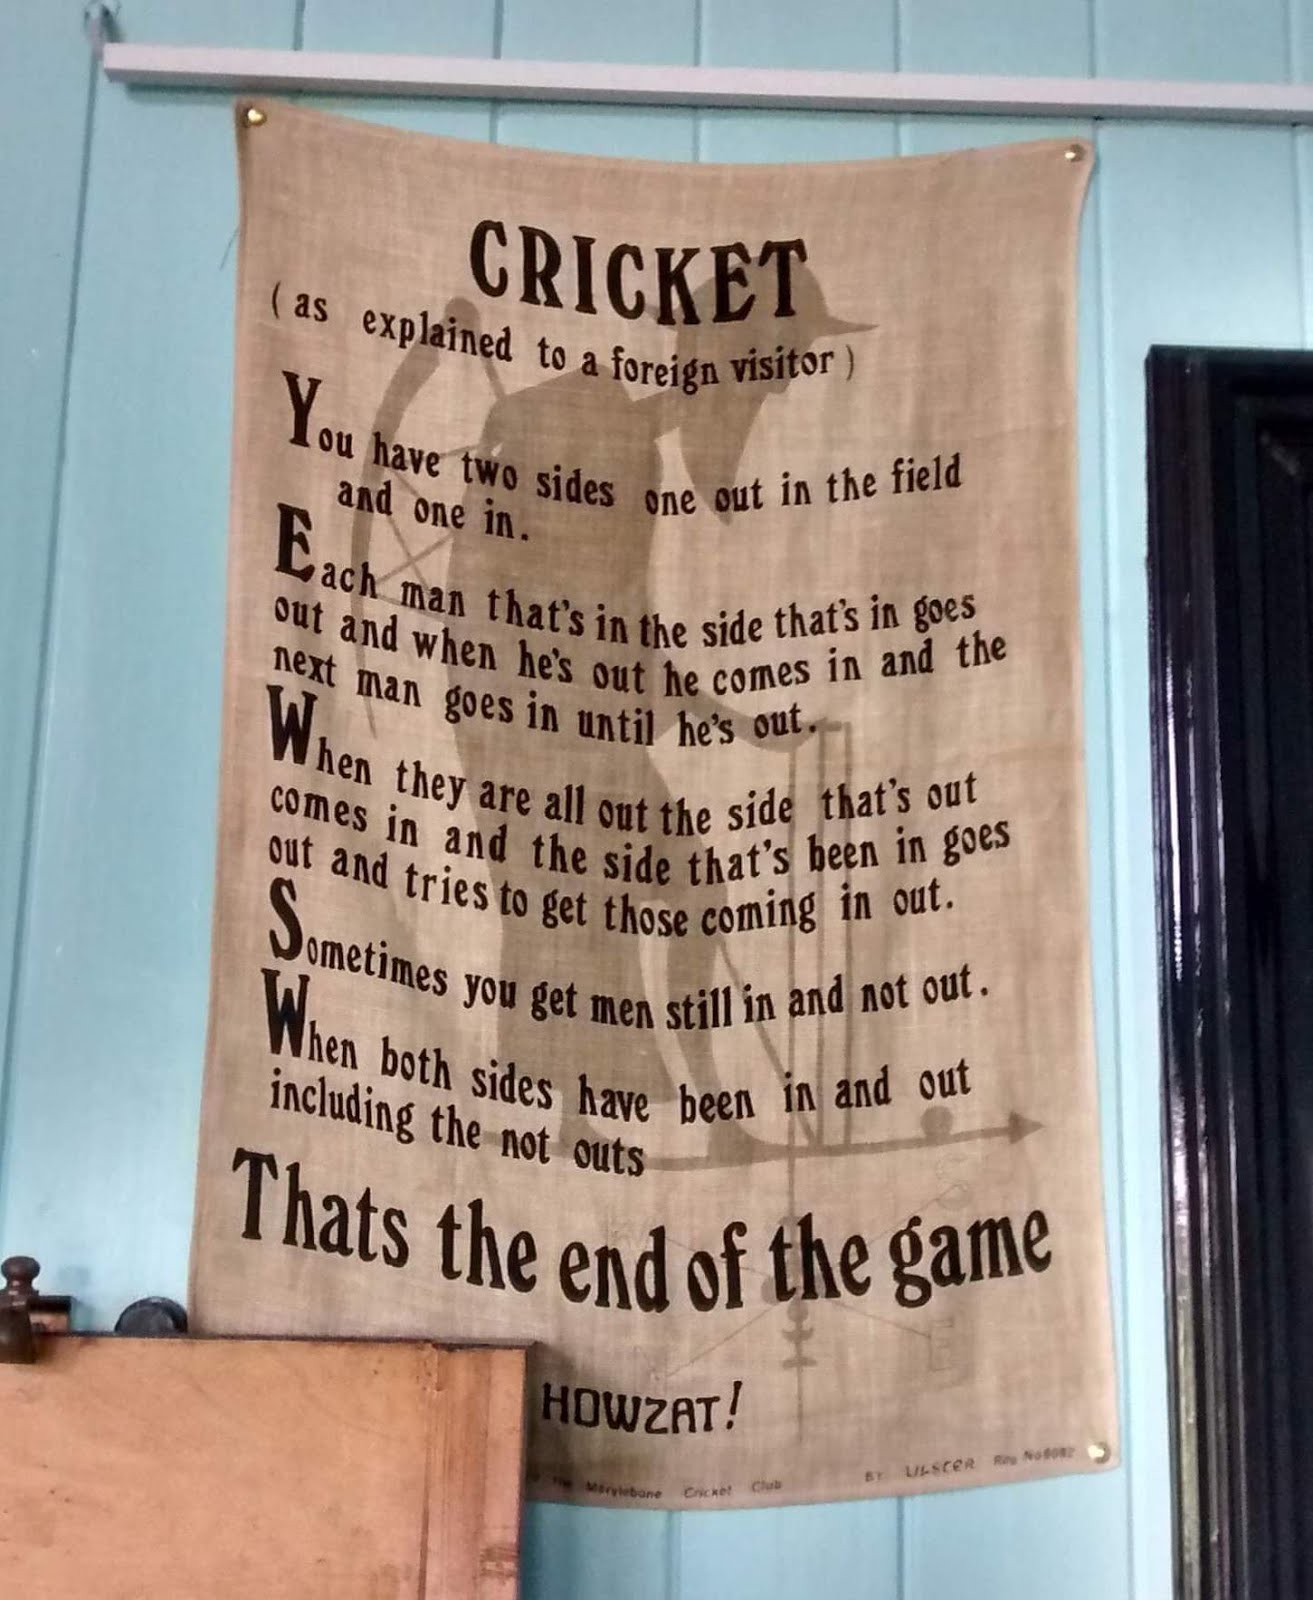 CRICKET
( as explained to a foreign visitor )
You have two sides one out in the field
and one in.
Each man that's in the side that's in goes
out and when he's out he comes in and the
next man goes in until he's out.
When they are all out the side that's out
comes in and the side that's been in goes
out and tries to get those coming in out.
Sometimes you get men still in and not out.
When both sides have been in and out
including the not outs
Thats the end of the game
HOWZAT!
Marylebone Cricket Club BY ULSTER Reg No
E